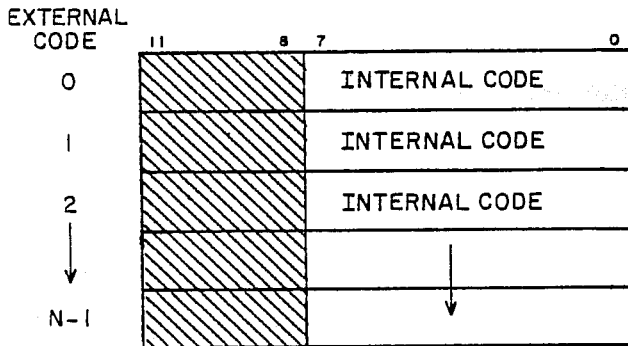 EXTERNAL
CODE
11 8 7 0
0 INTERNAL CODE
1 INTERNAL CODE
2 INTERNAL CODE
N-1